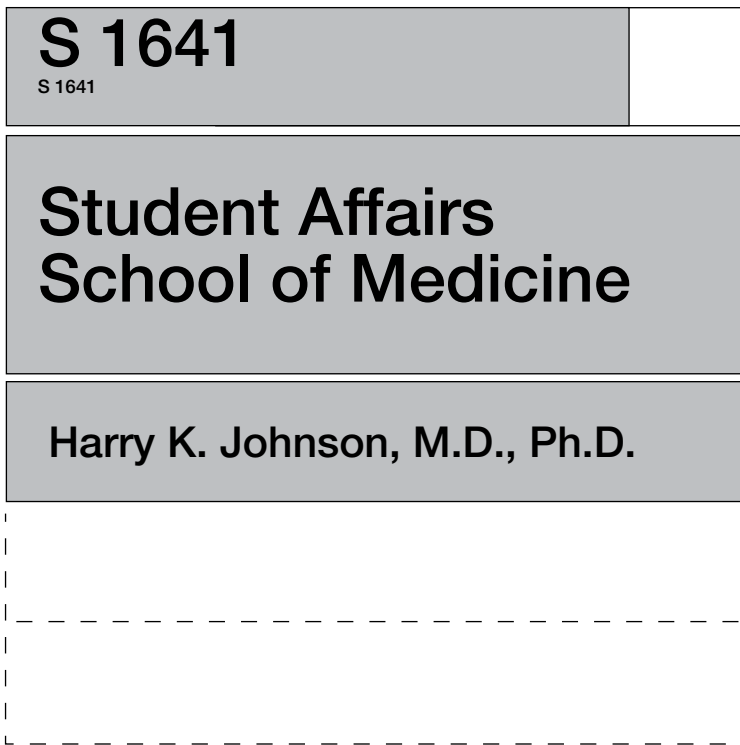 S 1641
S 1641
Student Affairs
School of Medicine
Harry K. Johnson, M.D., Ph.D.